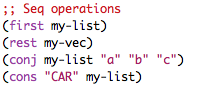 ;; Seq operations
(first my-list)
(rest my-vec)
(conj my-list "a" "b" "c")
(cons "CAR" my-list)